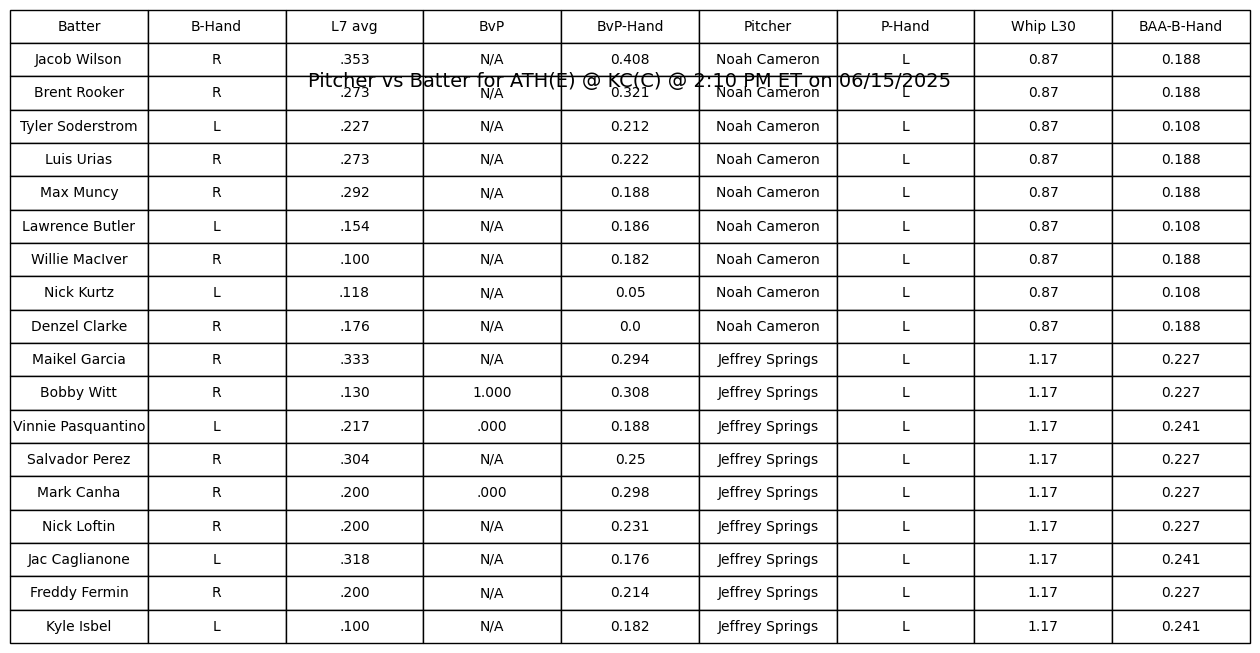 Batter B-Hand L7 avg BvP BvP-Hand Pitcher P-Hand Whip L30 BAA-B-Hand
Jacob Wilson R .353 N/A 0.408 Noah Cameron L 0.87 0.188
Pitcher vs Batter for ATH(E) @ KC(C) @ 2:10 PM ET on 06/15/2025
Brent Rooker R .273 N/A 0.321 Noah Cameron L 0.87 0.188
Tyler Soderstrom L .227 N/A 0.212 Noah Cameron L 0.87 0.108
Luis Urias R .273 N/A 0.222 Noah Cameron L 0.87 0.188
Max Muncy R .292 N/A 0.188 Noah Cameron L 0.87 0.188
Lawrence Butler L .154 N/A 0.186 Noah Cameron L 0.87 0.108
Willie MacIver R .100 N/A 0.182 Noah Cameron L 0.87 0.188
Nick Kurtz L .118 N/A 0.05 Noah Cameron L 0.87 0.108
Denzel Clarke R .176 N/A 0.0 Noah Cameron L 0.87 0.188
Maikel Garcia R .333 N/A 0.294 Jeffrey Springs L 1.17 0.227
Bobby Witt R .130 1.000 0.308 Jeffrey Springs L 1.17 0.227
Vinnie Pasquantino L .217 .000 0.188 Jeffrey Springs L 1.17 0.241
Salvador Perez R .304 N/A 0.25 Jeffrey Springs L 1.17 0.227
Mark Canha R .200 .000 0.298 Jeffrey Springs L 1.17 0.227
Nick Loftin R .200 N/A 0.231 Jeffrey Springs L 1.17 0.227
Jac Caglianone L .318 N/A 0.176 Jeffrey Springs L 1.17 0.241
Freddy Fermin R .200 N/A 0.214 Jeffrey Springs L 1.17 0.227
Kyle Isbel L .100 N/A 0.182 Jeffrey Springs L 1.17 0.241